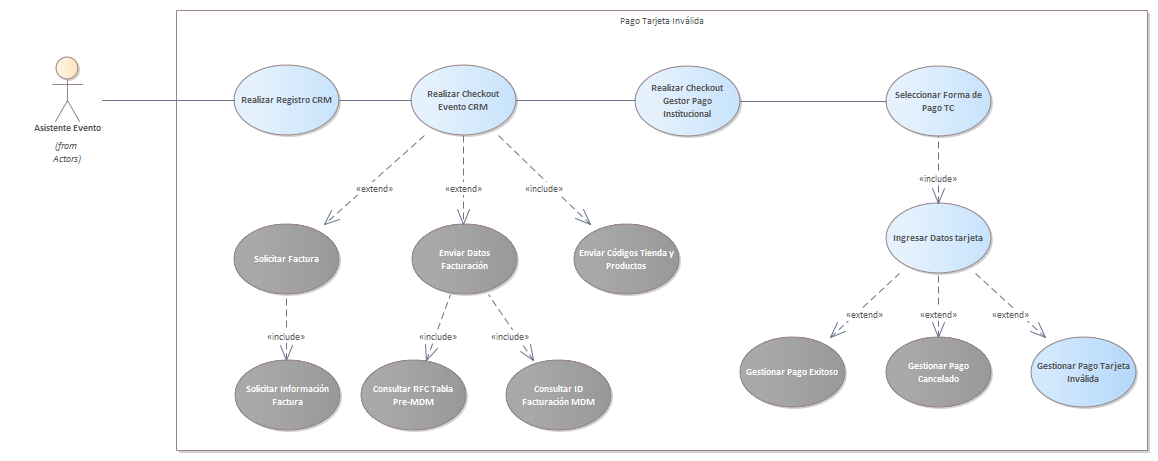 Pago Tarjeta Inválida
Asistente Evento
(from
Actors)
Realizar Registro CRM
Realizar Checkout
Evento CRM
Realizar Checkout
Gestor Pago
Institucional
Seleccionar Forma de
Pago TC
«extend»
«extend»
«include»
«include»
Solicitar Factura
Enviar Datos
Facturación
Enviar Códigos Tienda y
Productos
Ingresar Datos tarjeta
«include»
«include»
«include»
«extend»
«extend»
«extend»
Solicitar Información
Factura
Consultar RFC Tabla
Pre-MDM
Consultar ID
Facturación MDM
Gestionar Pago Exitoso
Gestionar Pago
Cancelado
Gestionar Pago Tarjeta
Inválida